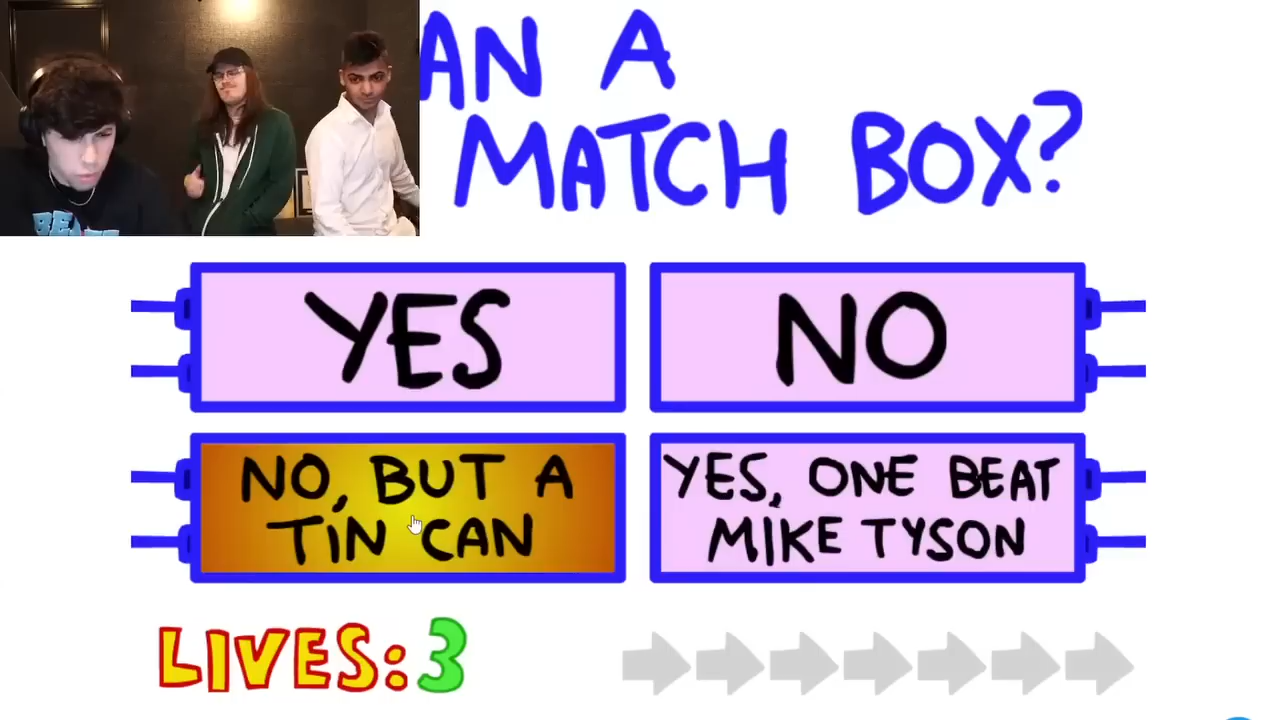 AN A
MATCH BOX?
YES
NO
NO, BUT A
TIN CAN
YES, ONE BEAT
MIKE TYSON
LIVES:3